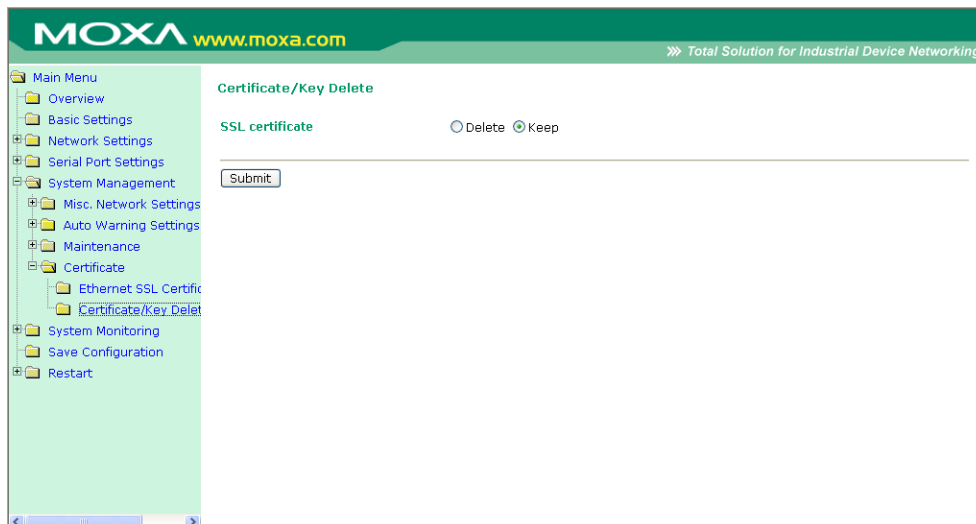 MOXA www.moxa.com
Total Solution for Industrial Device Networking
Main Menu
Overview
Basic Settings
Network Settings
Serial Port Settings
System Management
Misc. Network Settings
Auto Warning Settings
Maintenance
Certificate
Ethernet SSL Certific
Certificate/Key Delet
System Monitoring
Save Configuration
Restart
Certificate/Key Delete
SSL certificate Delete Keep
Submit